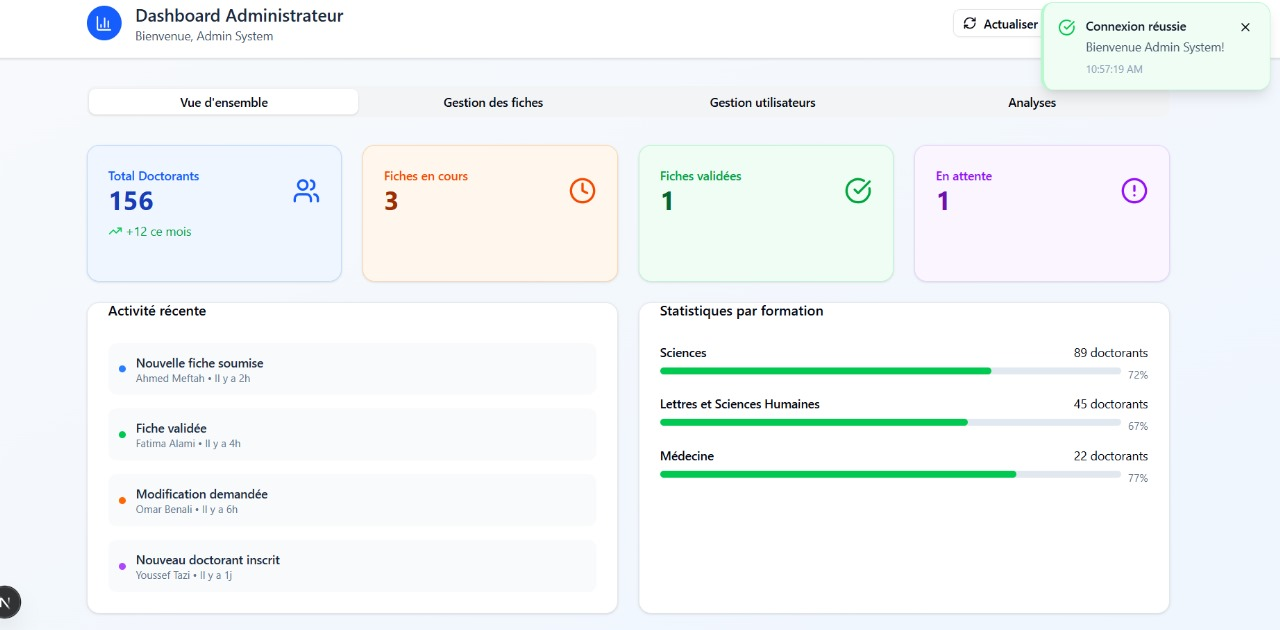 Dashboard Administrateur
Bienvenue, Admin System
Actualiser
Connexion réussie
Bienvenue Admin System!
10:57:19 AM
Vue d'ensemble
Gestion des fiches
Gestion utilisateurs
Analyses
Total Doctorants
156
+12 ce mois
Fiches en cours
3
Fiches validées
1
En attente
1
Activité récente
Nouvelle fiche soumise
Ahmed Meftah • Il y a 2h
Fiche validée
Fatima Alami • Il y a 4h
Modification demandée
Omar Benali • Il y a 6h
Nouveau doctorant inscrit
Youssef Tazi • Il y a 1j
Statistiques par formation
Sciences 89 doctorants
72%
Lettres et Sciences Humaines 45 doctorants
67%
Médecine 22 doctorants
77%
N